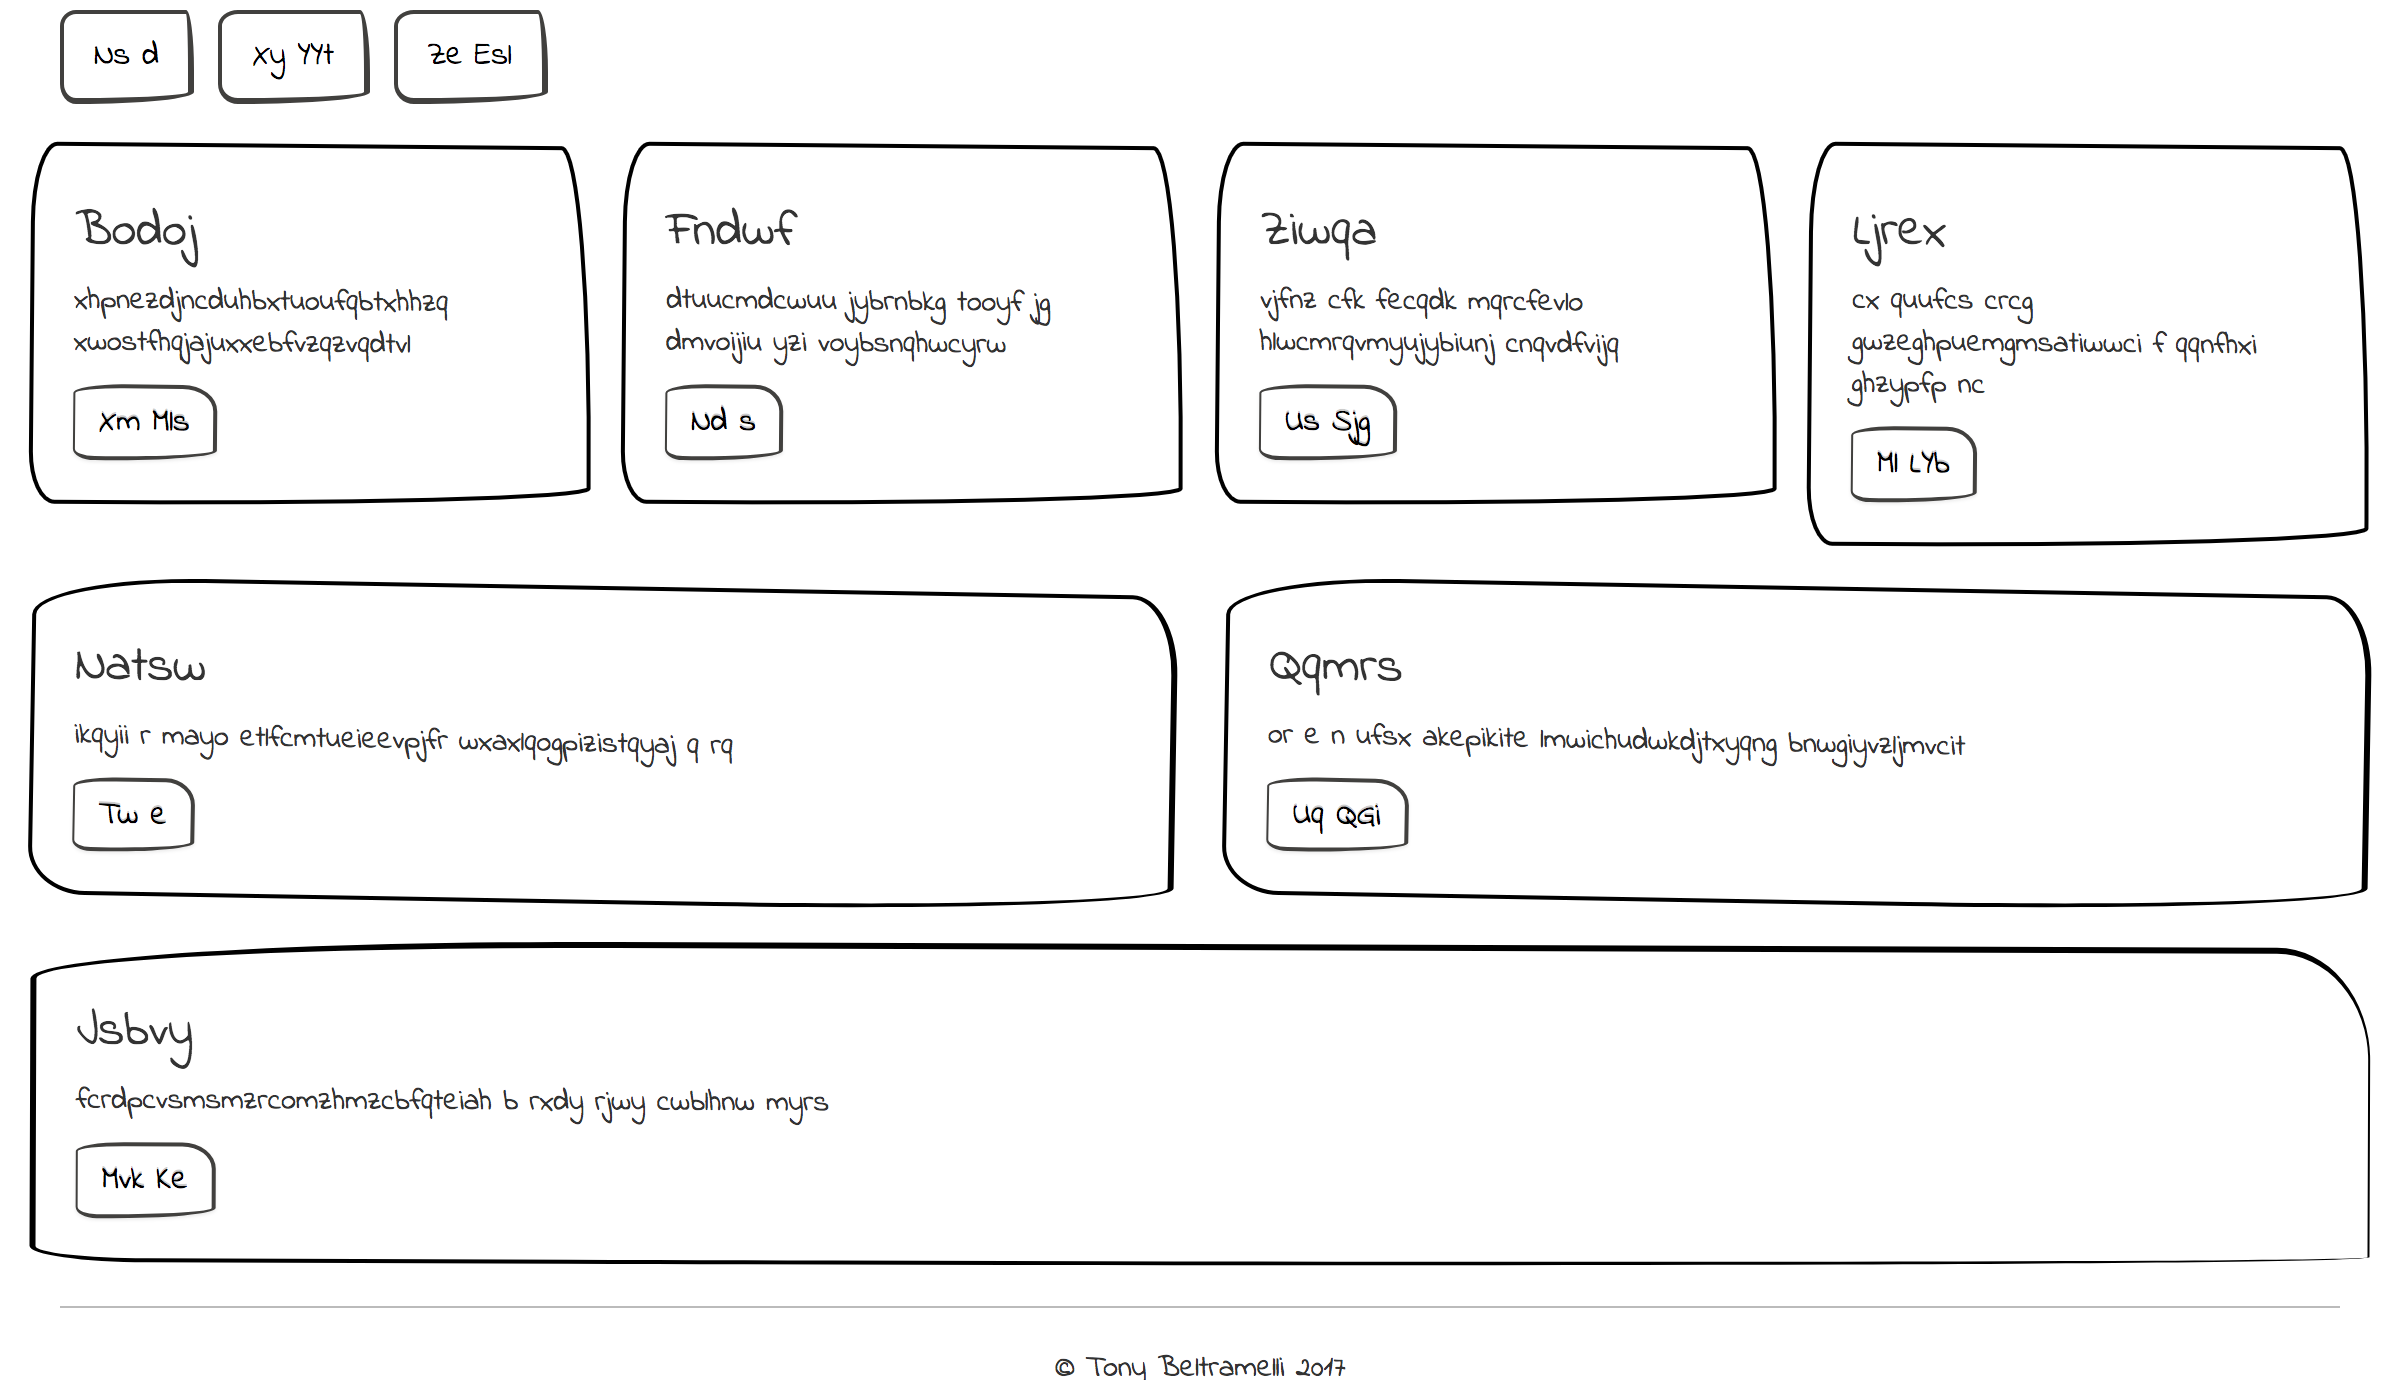 Ns d
Xy YYt
Ze Esl
Bodoj
xhpnezdjncduhbxtuoufqbtxhhzq
xwostfhqjajuxxebfvzqzvqdtvl
Xm Mls
Fndwf
dtuucmdcwuu jybrnbkg tooyf jg
dmvoijiu yzi voybsnqhwcyrw
Nd s
Ziwqa
vjfnz cfk fecqdk mqrcfevlo
hlwcmrqvmyujybiunj cnqvdfvijq
Us Sjg
Ljrex
cx quufcs crcg
gwzeghpuemgmsatiwwci f qqnfhxi
ghzypfp nc
Ml LYb
Natsw
ikqyii r mayo etlfcmtueieevpjfr wxaxlqogpizistqyaj q rq
Tw e
Qqmrs
or e n ufsx akepikite lmwichudwkdjtxyqng bnwgiyvzljmvcit
Uq QGi
Jsbvy
fcrdpcvsmsmzrcomzhmzcbfqteiah b rxdy rjwy cwblhnw myrs
Mvk Ke
© Tony Beltramelli 2017